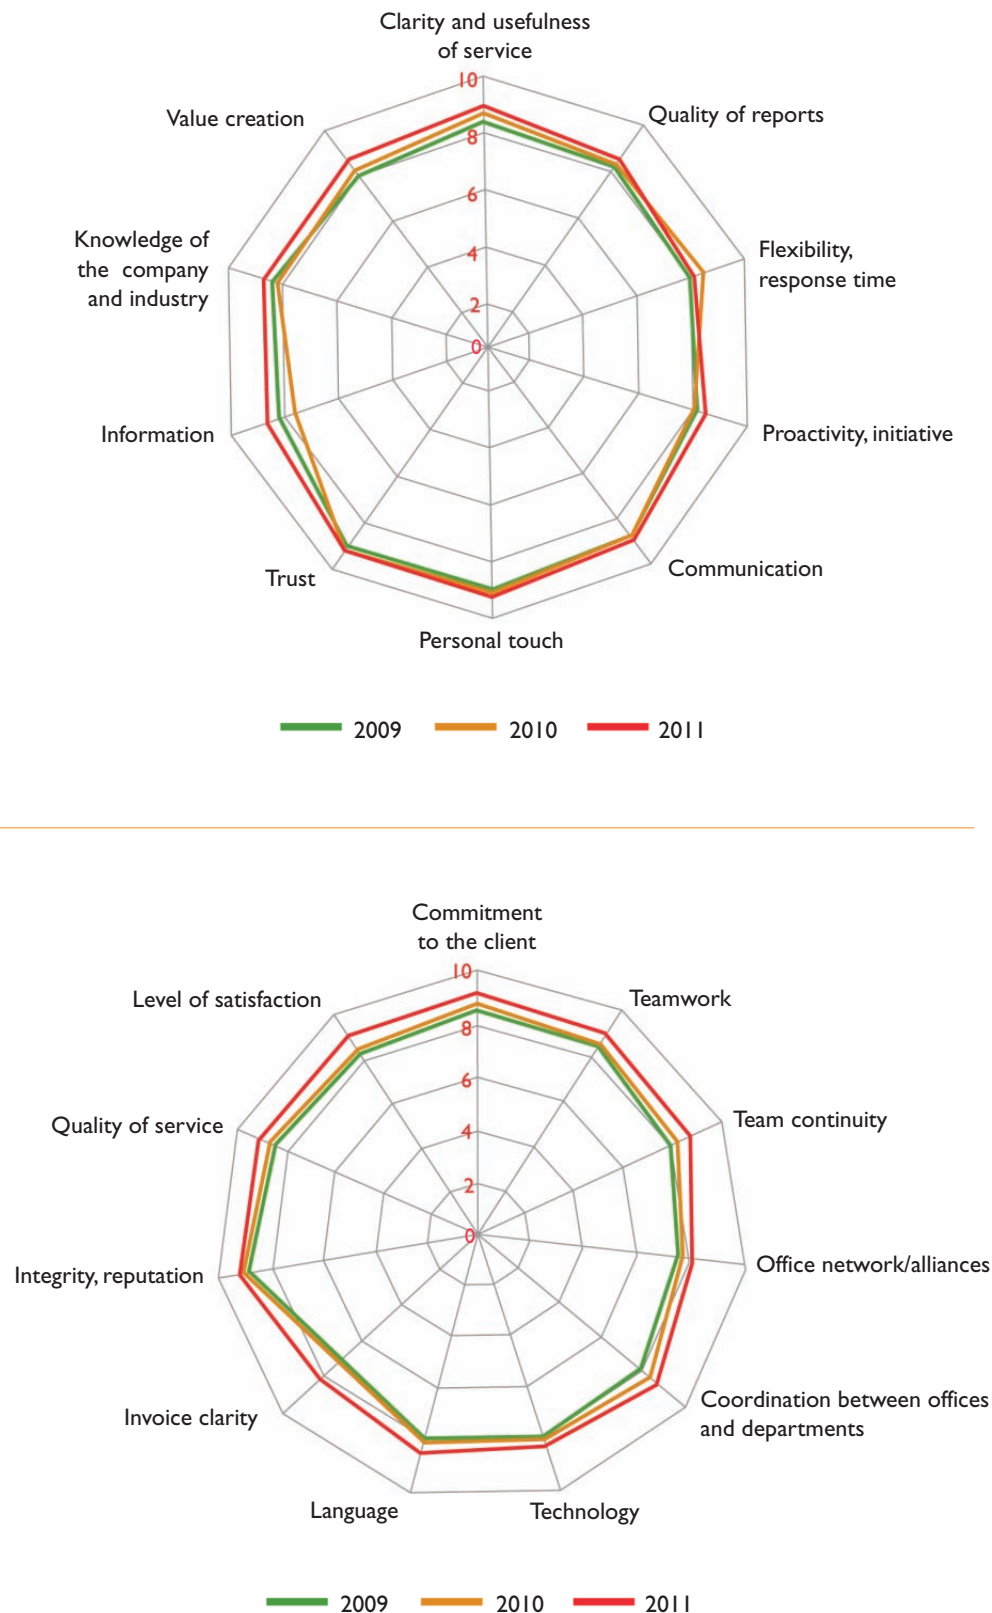 Clarity and usefulness
of service
10
Value creation
Quality of reports
8
6
Knowledge of
the company
and industry
Flexibility,
response time
4
2
0
Information
Proactivity, initiative
Trust
Communication
Personal touch
2009 2010 2011
Commitment
to the client
10
Level of satisfaction
Teamwork
8
6
Quality of service
Team continuity
4
2
0
Integrity, reputation
Office network/alliances
Invoice clarity
Coordination between offices
and departments
Language
Technology
2009 2010 2011